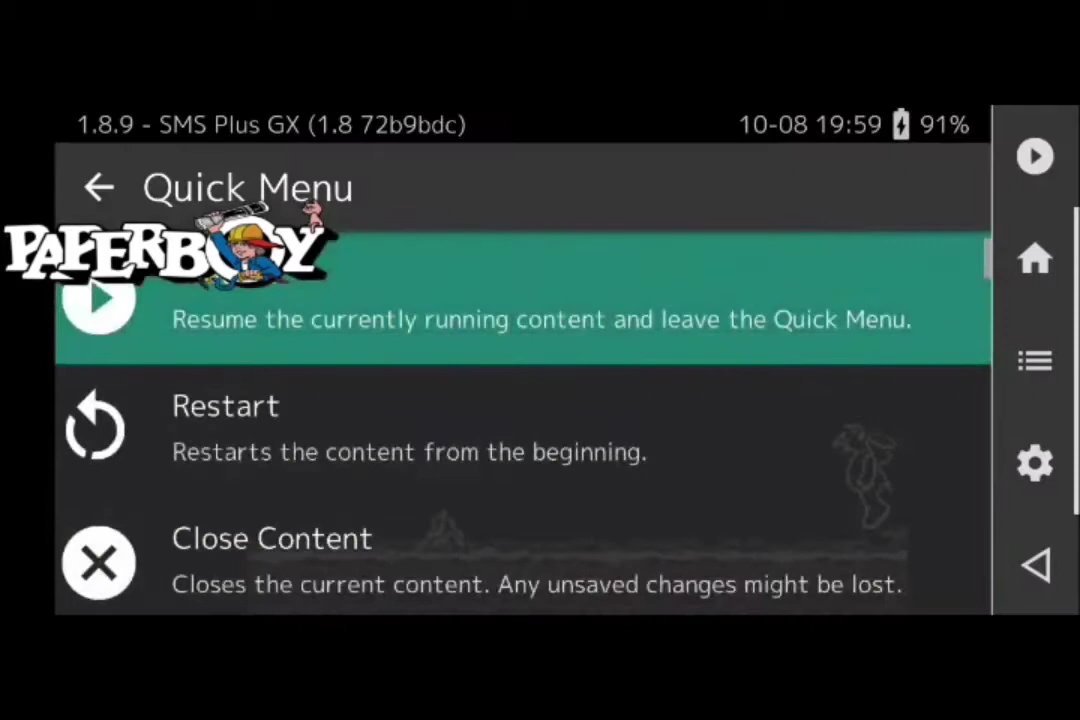 1.8.9 - SMS Plus GX (1.8 72b9bdc)
10-08 19:59 91%
Quick Menu
PAPERBOY
Resume the currently running content and leave the Quick Menu.
Restart
Restarts the content from the beginning.
Close Content
Closes the current content. Any unsaved changes might be lost.